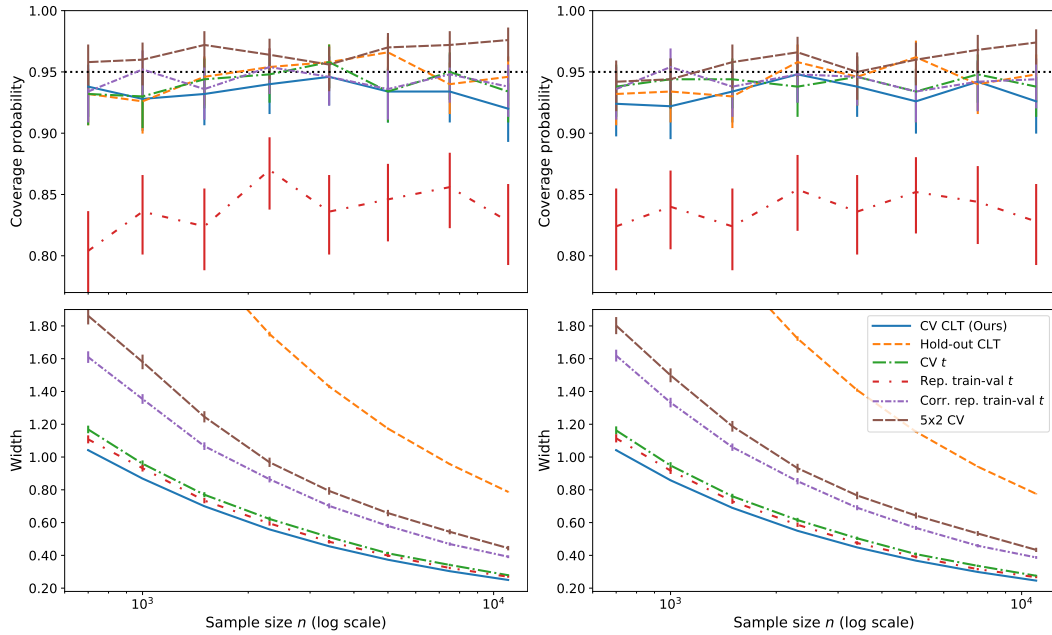 1.00
0.95
0.90
0.85
0.80
Coverage probability
1.00
0.95
0.90
0.85
0.80
Coverage probability
1.80
1.60
1.40
1.20
1.00
0.80
0.60
0.40
0.20
Width
10³
10⁴
Sample size n (log scale)
1.80
1.60
1.40
1.20
1.00
0.80
0.60
0.40
0.20
Width
10³
10⁴
Sample size n (log scale)
CV CLT (Ours)
Hold-out CLT
CV t
Rep. train-val t
Corr. rep. train-val t
5x2 CV